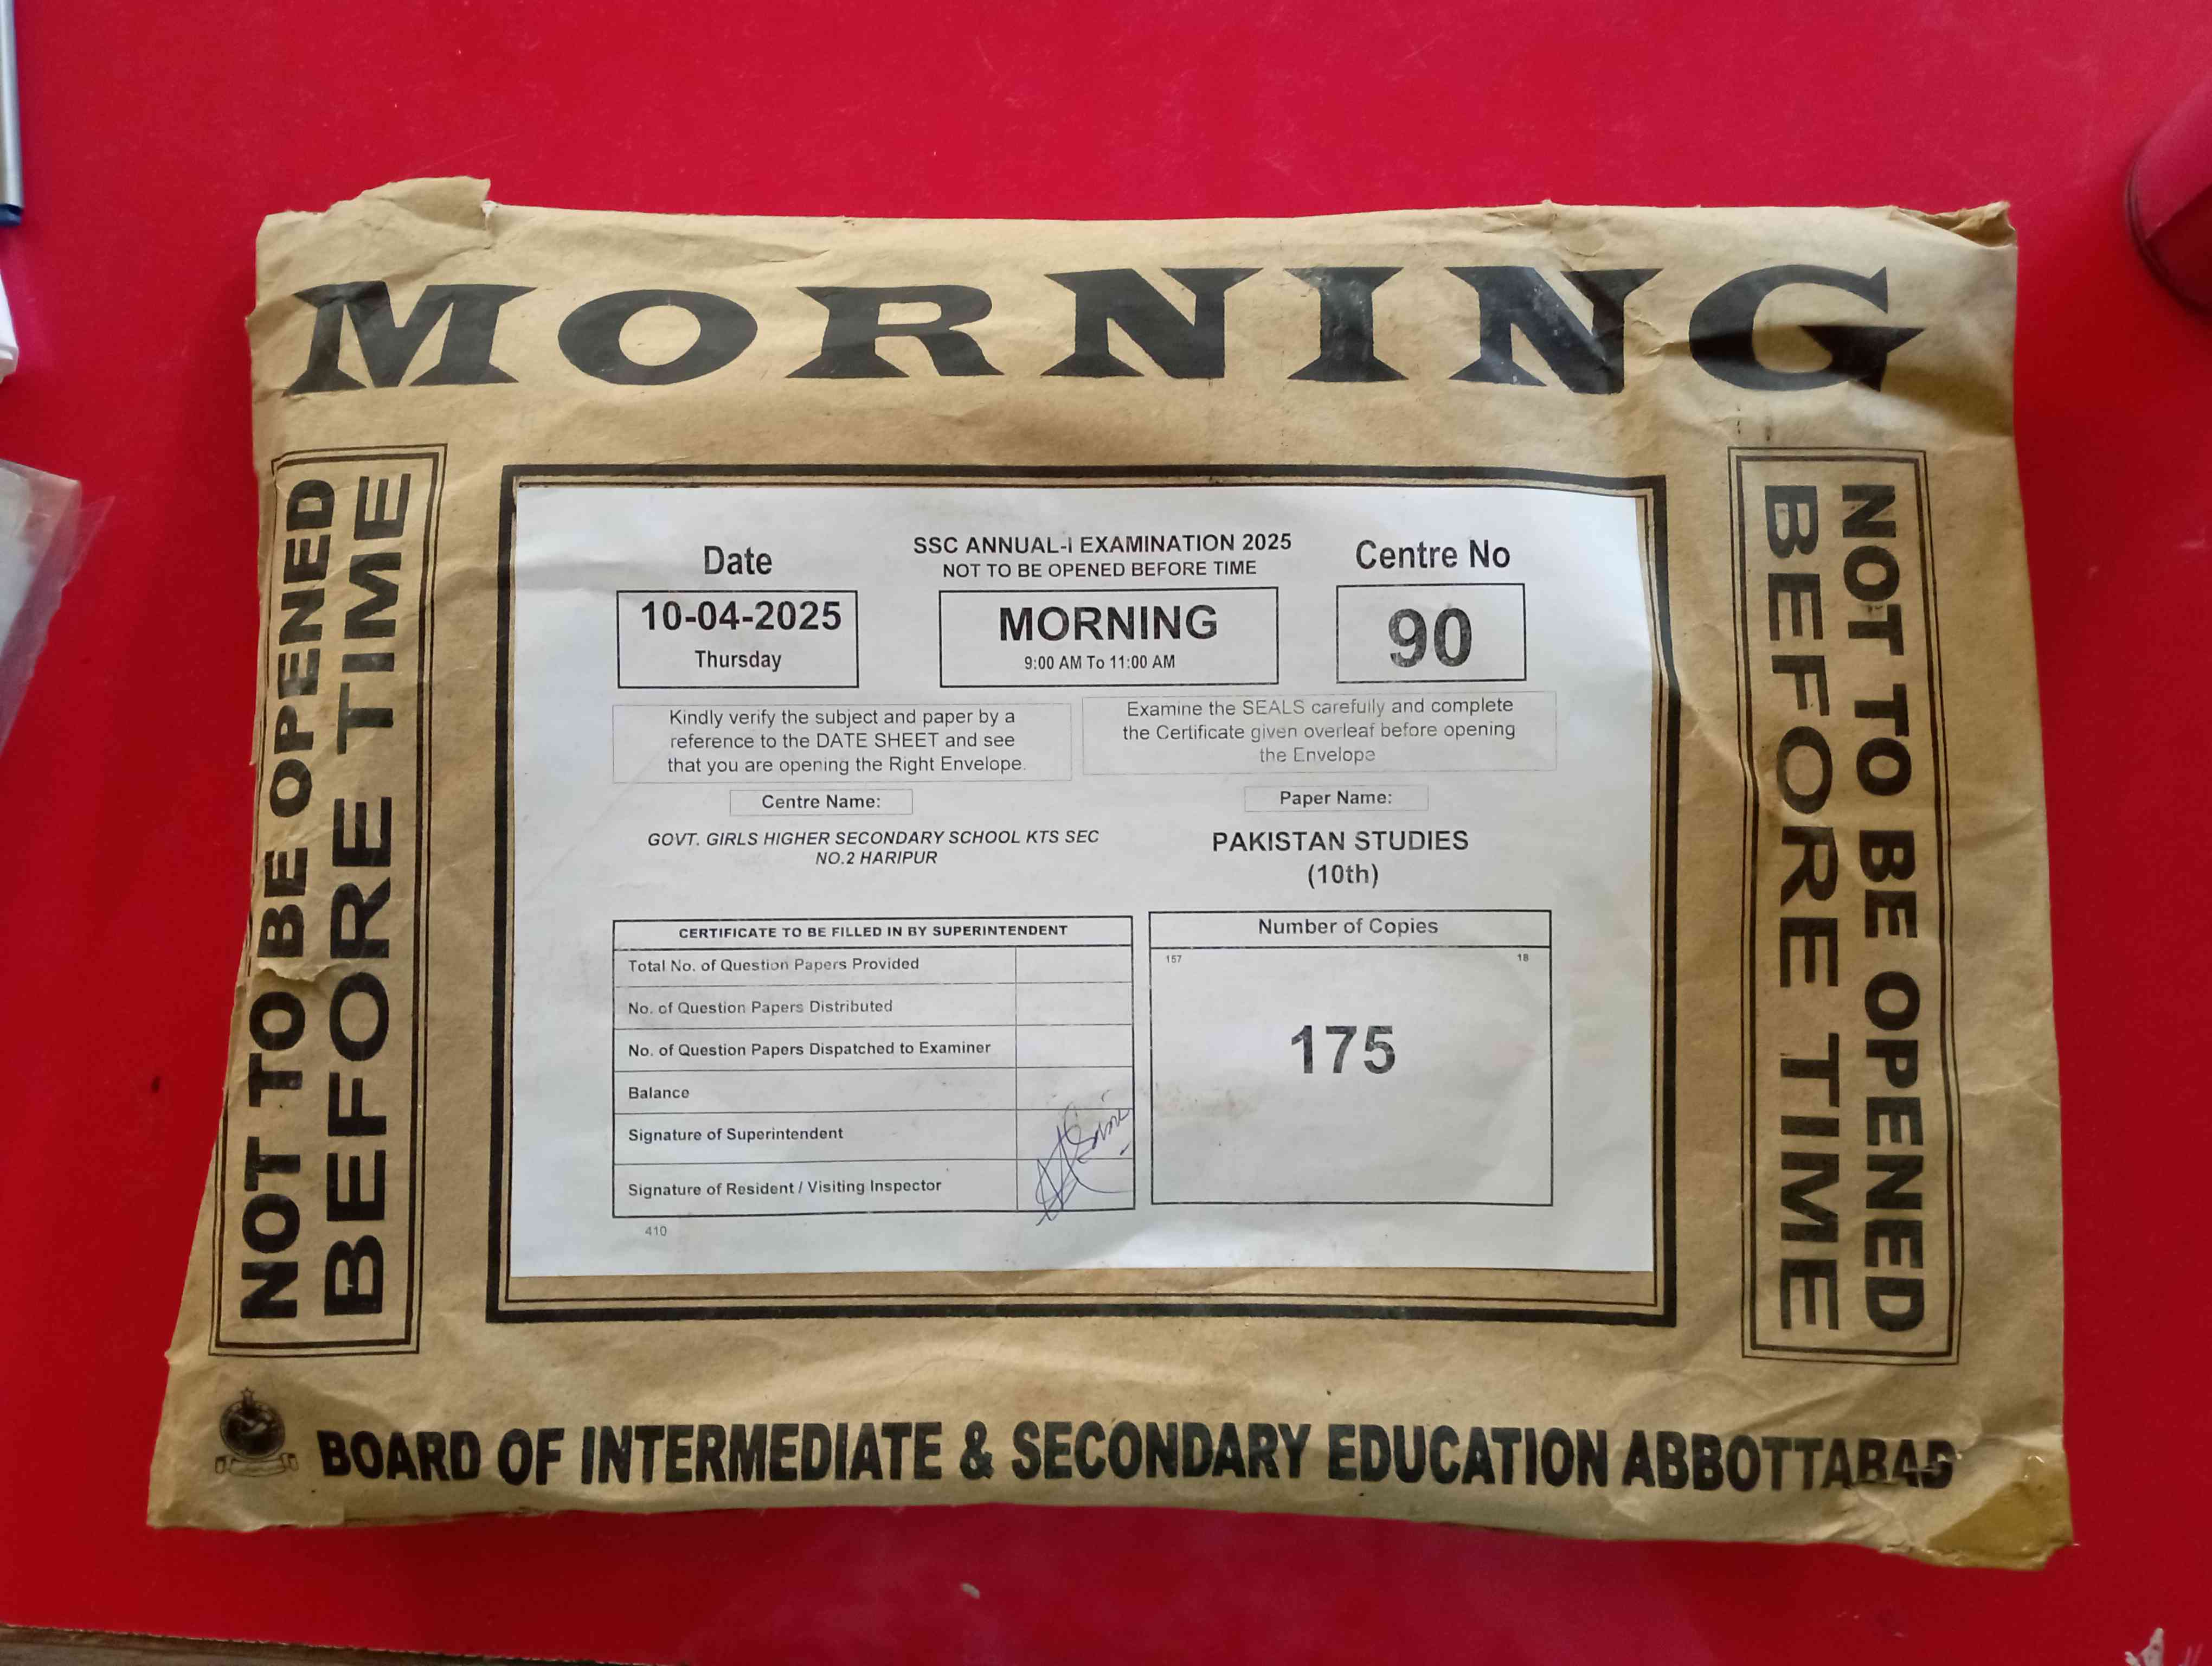 MORNING
NOT TO BE OPENED
BEFORE TIME
SSC ANNUAL-I EXAMINATION 2025
NOT TO BE OPENED BEFORE TIME
Date
10-04-2025
Thursday
MORNING
9:00 AM To 11:00 AM
Centre No
90
Kindly verify the subject and paper by a
reference to the DATE SHEET and see
that you are opening the Right Envelope.
Examine the SEALS carefully and complete
the Certificate given overleaf before opening
the Envelope
Centre Name:
GOVT. GIRLS HIGHER SECONDARY SCHOOL KTS SEC
NO.2 HARIPUR
Paper Name:
PAKISTAN STUDIES
(10th)
CERTIFICATE TO BE FILLED IN BY SUPERINTENDENT
Total No. of Question Papers Provided
No. of Question Papers Distributed
No. of Question Papers Dispatched to Examiner
Balance
Signature of Superintendent
Signature of Resident / Visiting Inspector
410
Number of Copies
157 18
175
NOT TO BE OPENED
BEFORE TIME
BOARD OF INTERMEDIATE & SECONDARY EDUCATION ABBOTTABAD